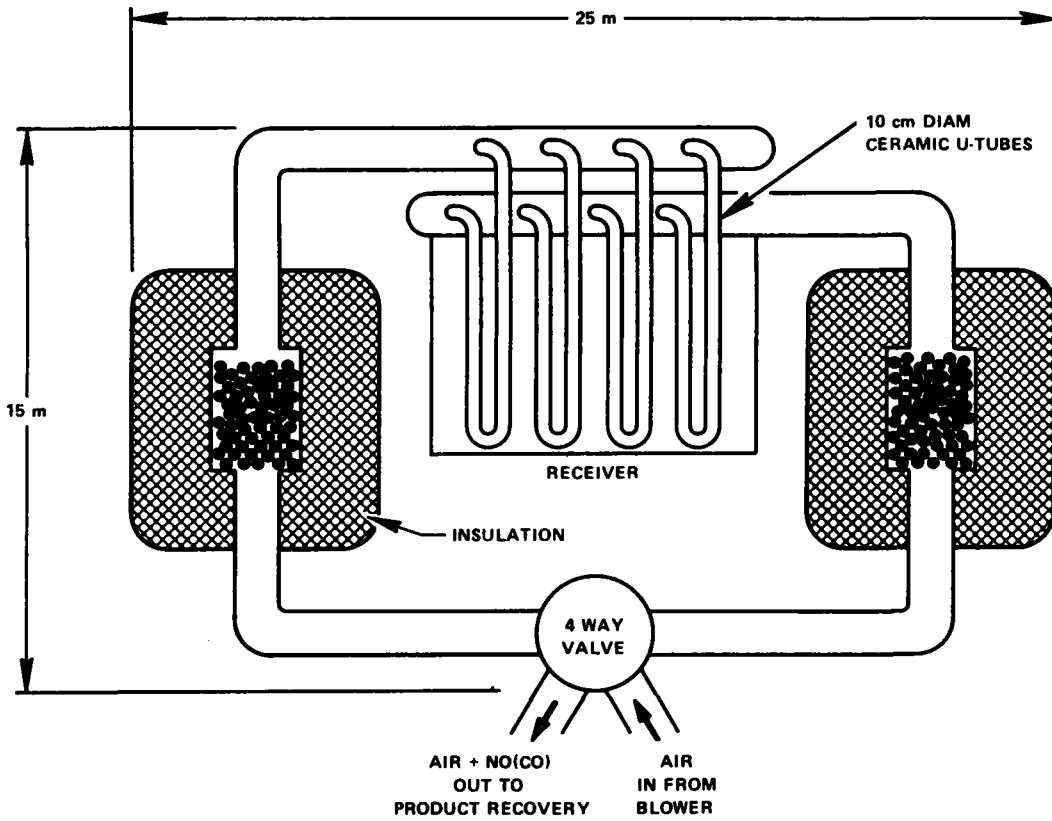 25 m
10 cm DIAM
CERAMIC U-TUBES
15 m
RECEIVER
INSULATION
4 WAY
VALVE
AIR + NO(CO)
OUT TO
PRODUCT RECOVERY
AIR
IN FROM
BLOWER